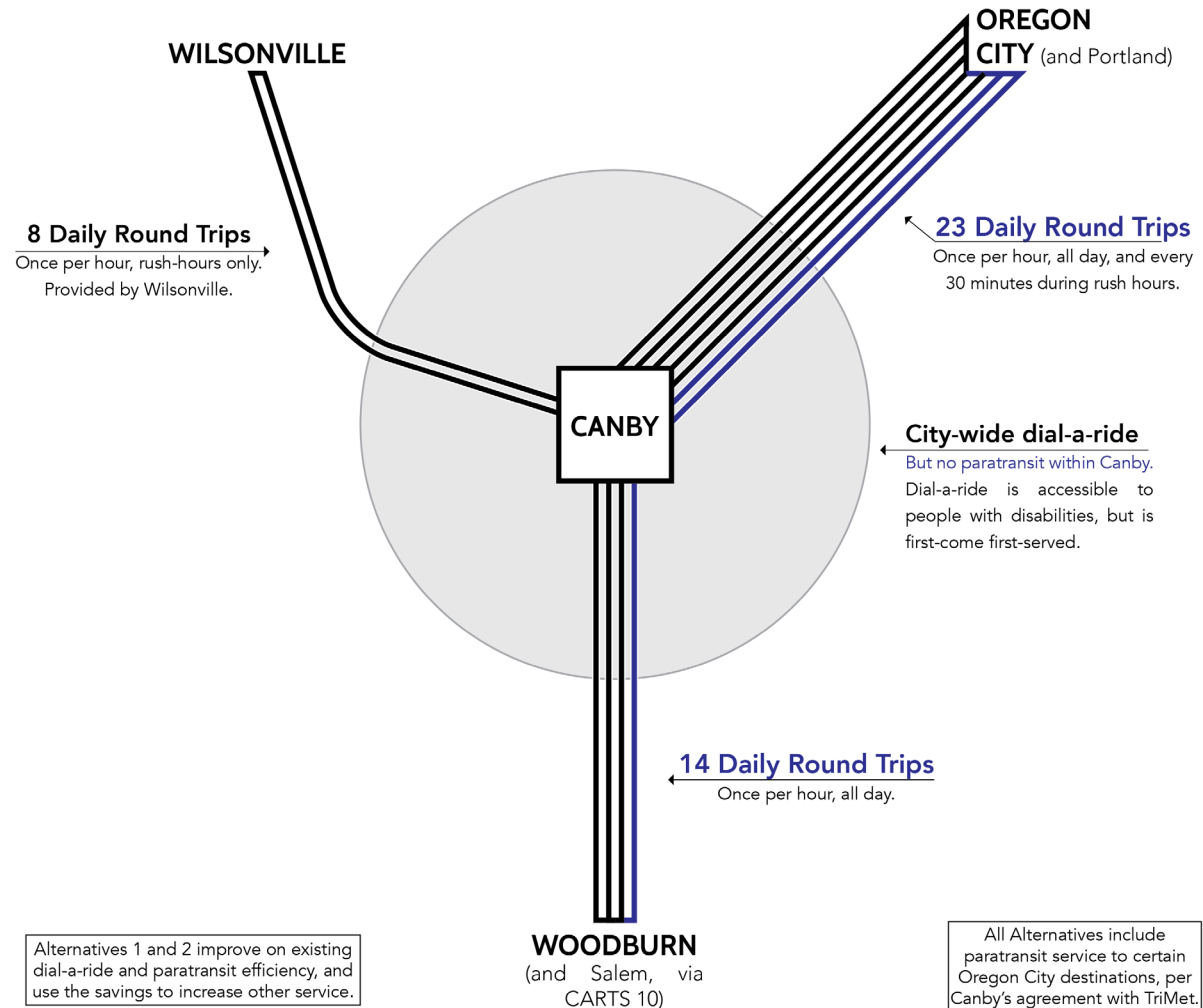 WILSONVILLE
OREGON
CITY (and Portland)
8 Daily Round Trips
Once per hour, rush-hours only.
Provided by Wilsonville.
23 Daily Round Trips
Once per hour, all day, and every
30 minutes during rush hours.
CANBY
City-wide dial-a-ride
But no paratransit within Canby.
Dial-a-ride is accessible to
people with disabilities, but is
first-come first-served.
14 Daily Round Trips
Once per hour, all day.
WOODBURN
(and Salem, via
CARTS 10)
Alternatives 1 and 2 improve on existing
dial-a-ride and paratransit efficiency, and
use the savings to increase other service.
All Alternatives include
paratransit service to certain
Oregon City destinations, per
Canby's agreement with TriMet.